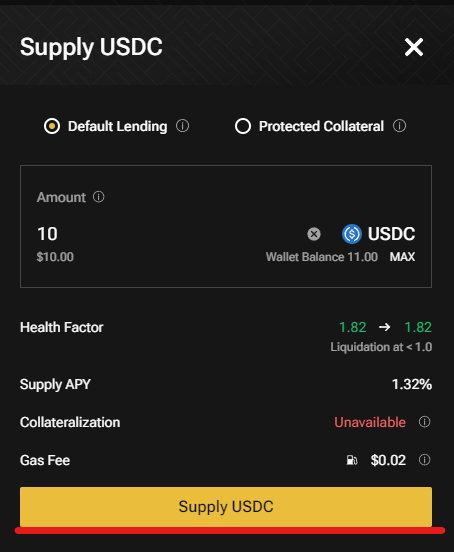 Supply USDC
Default Lending
Protected Collateral
Amount
10
USDC
$10.00
Wallet Balance 11.00 MAX
Health Factor
1.82 → 1.82
Liquidation at < 1.0
Supply APY
1.32%
Collateralization
Unavailable
Gas Fee
$0.02
Supply USDC